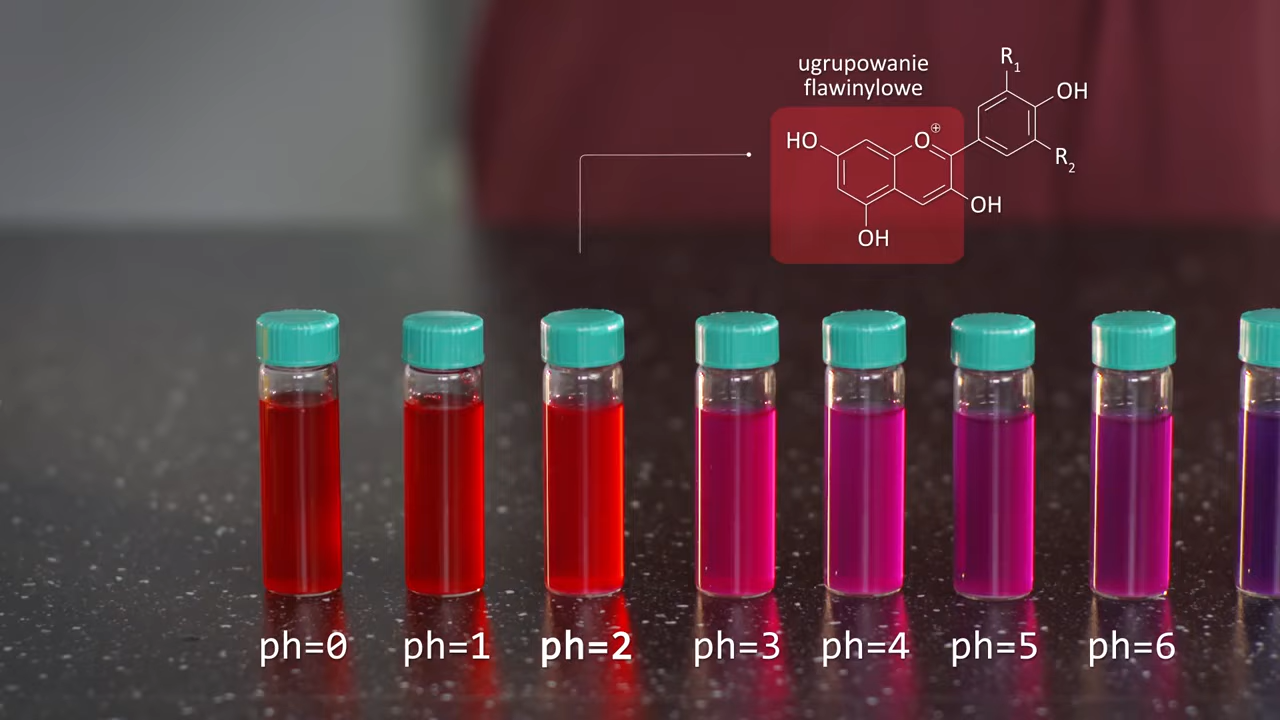 ugrupowanie
flawinylowe
R1
OH
HO
O⊕
R2
OH
OH
ph=0 ph=1 ph=2 ph=3 ph=4 ph=5 ph=6